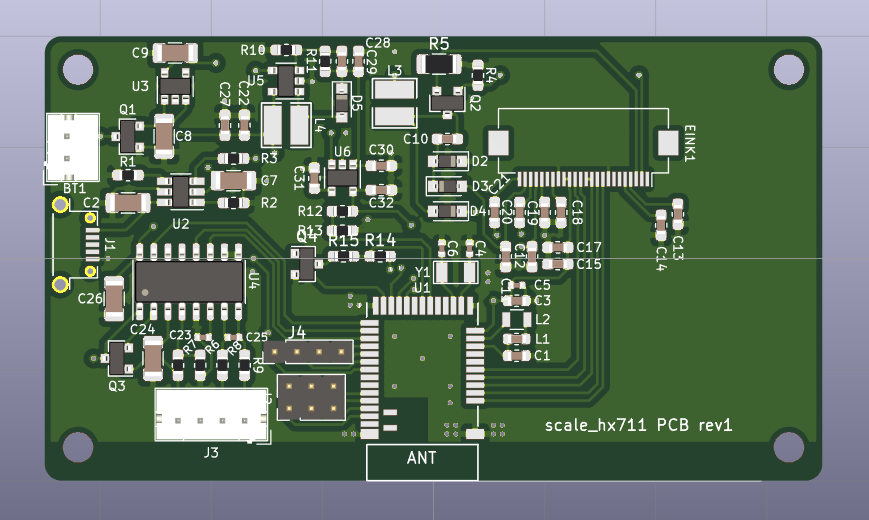 C9
R10
R11
C28
C29
R5
L3
R4
U3
U5
C27
C22
D5
Q2
Q1
L4
C8
C10
EINK1
R1
R3
U6
C30
D2
BT1
C7
C31
C32
D3
C21
C2
R2
R12
D4
C20
C19
C18
U2
R13
J1
Q4
R15
R14
C6
C4
C12
C17
C15
C14
C13
U4
Y1
U1
C26
C5
C3
C24
C23
C25
J4
L2
R7
R6
R8
R9
L1
C1
Q3
J3
scale_hx711 PCB rev1
ANT